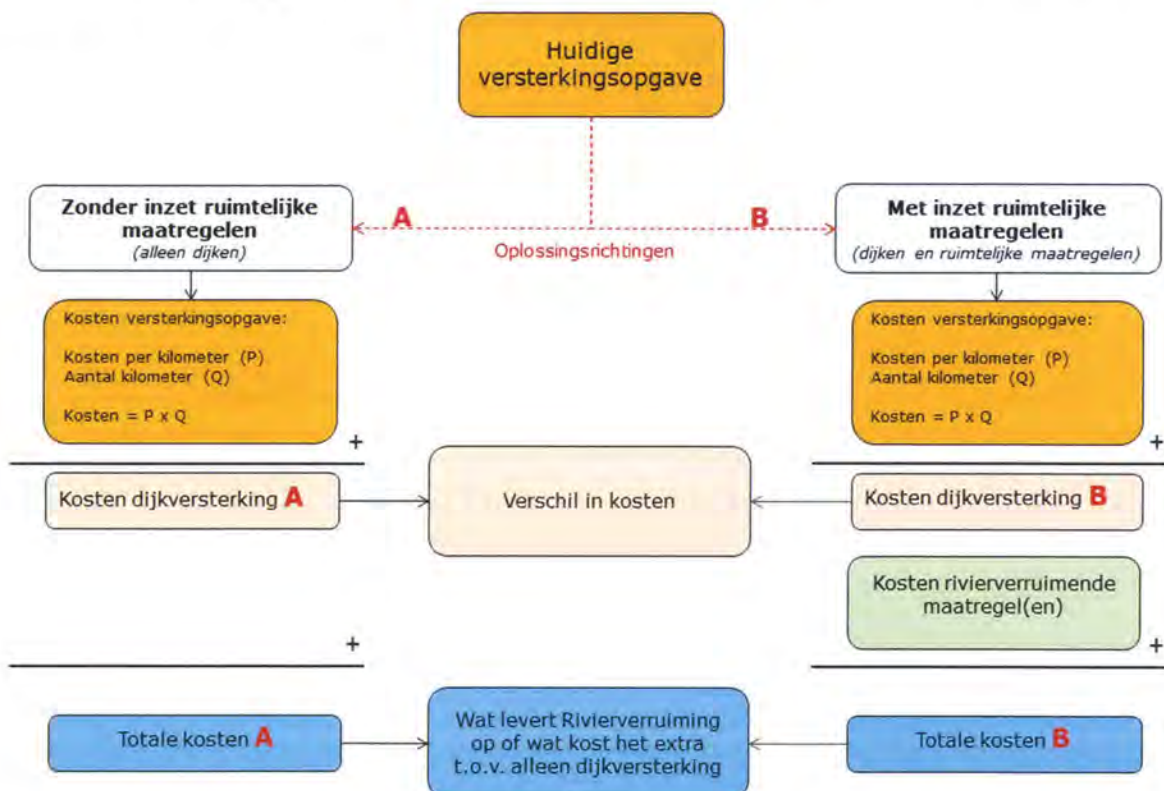 Huidige
versterkingsopgave
Zonder inzet ruimtelijke
maatregelen
(alleen dijken)
A
B
Oplossingsrichtingen
Met inzet ruimtelijke
maatregelen
(dijken en ruimtelijke maatregelen)
Kosten versterkingsopgave:
Kosten per kilometer (P)
Aantal kilometer (Q)
Kosten = P x Q
+
Kosten versterkingsopgave:
Kosten per kilometer (P)
Aantal kilometer (Q)
Kosten = P x Q
+
Kosten dijkversterking A
Verschil in kosten
Kosten dijkversterking B
Kosten rivierverruimende
maatregel(en)
+
+
Totale kosten A
Wat levert Rivierverruiming
op of wat kost het extra
t.o.v. alleen dijkversterking
Totale kosten B